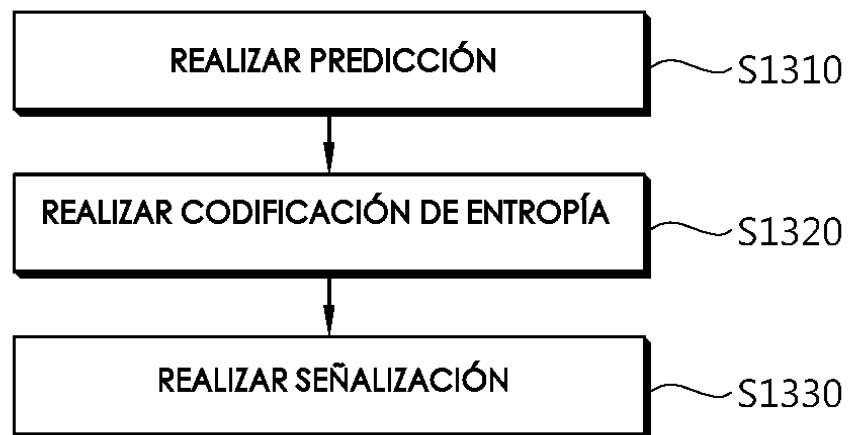 REALIZAR PREDICCIÓN
S1310
REALIZAR CODIFICACIÓN DE ENTROPÍA
S1320
REALIZAR SEÑALIZACIÓN
S1330